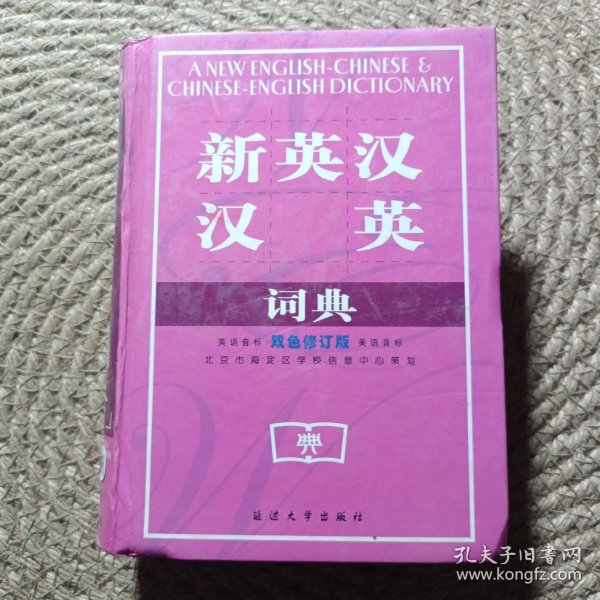 A NEW ENGLISH-CHINESE &
CHINESE-ENGLISH DICTIONARY
新英汉
汉 英
词典
英语音标 双色修订版 美语音标
北京市海淀区学校信息中心策划
典
延边大学出版社
孔夫子旧书网
www.kongfz.com